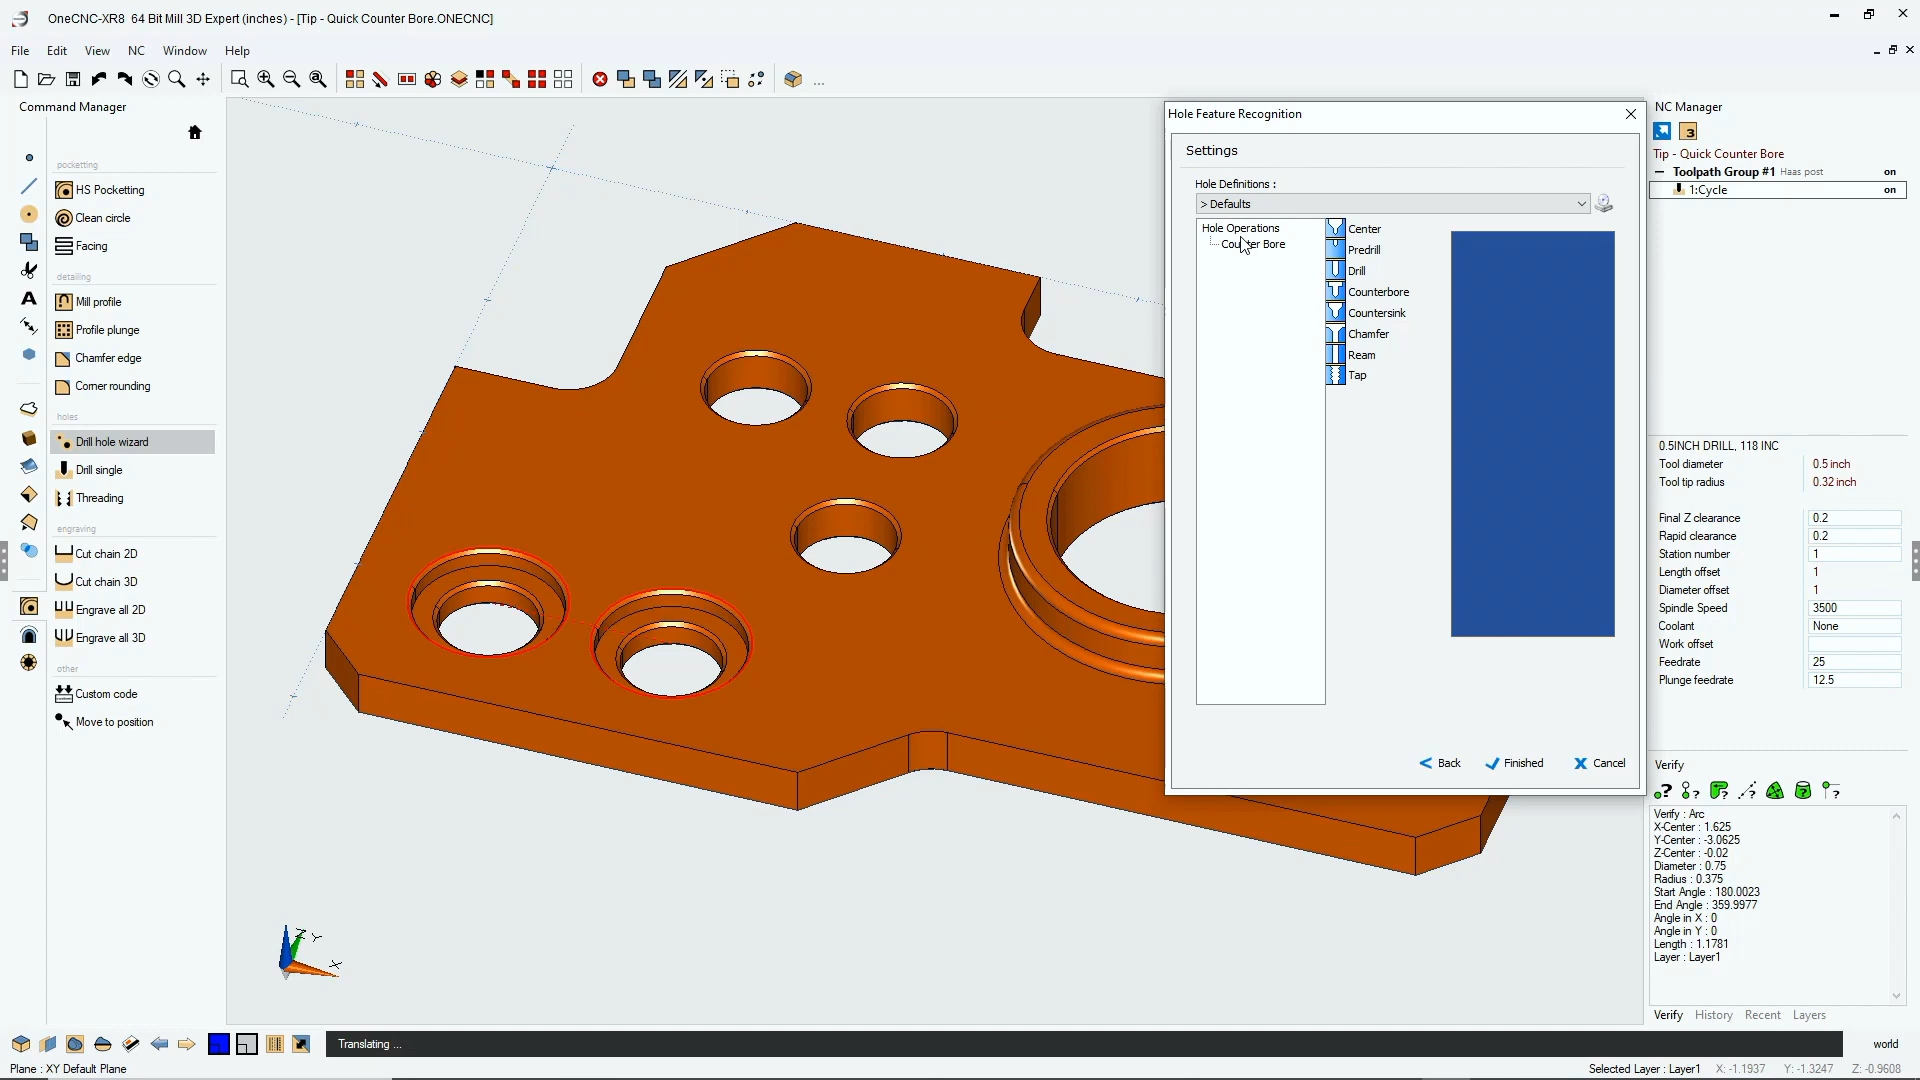 OneCNC-XR8 64 Bit Mill 3D Expert (inches) - [Tip - Quick Counter Bore.ONECNC]
File Edit View NC Window Help
Command Manager
pocketting
HS Pocketting
Clean circle
Facing
detailing
Mill profile
Profile plunge
Chamfer edge
Corner rounding
holes
Drill hole wizard
Drill single
Threading
engraving
Cut chain 2D
Cut chain 3D
Engrave all 2D
Engrave all 3D
other
Custom code
Move to position
Z Y
X
Hole Feature Recognition
Settings
Hole Definitions :
> Defaults
Hole Operations
Counter Bore
Center
Predrill
Drill
Counterbore
Countersink
Chamfer
Ream
Tap
Back Finished Cancel
NC Manager
3
Tip - Quick Counter Bore
Toolpath Group #1 Haas post on
1:Cycle on
0.5INCH DRILL, 118 INC
Tool diameter 0.5 inch
Tool tip radius 0.32 inch
Final Z clearance 0.2
Rapid clearance 0.2
Station number 1
Length offset 1
Diameter offset 1
Spindle Speed 3500
Coolant None
Work offset
Feedrate 25
Plunge feedrate 12.5
Verify
Verify : Arc
X-Center : 1.625
Y-Center : -3.0625
Z-Center : -0.02
Diameter : 0.75
Radius : 0.375
Start Angle : 180.0023
End Angle : 359.9977
Angle in X : 0
Angle in Y : 0
Length : 1.1781
Layer : Layer1
Verify History Recent Layers
Translating ...
world
Plane : XY Default Plane
Selected Layer : Layer1 X: -1.1937 Y: -1.3247 Z: -0.9608